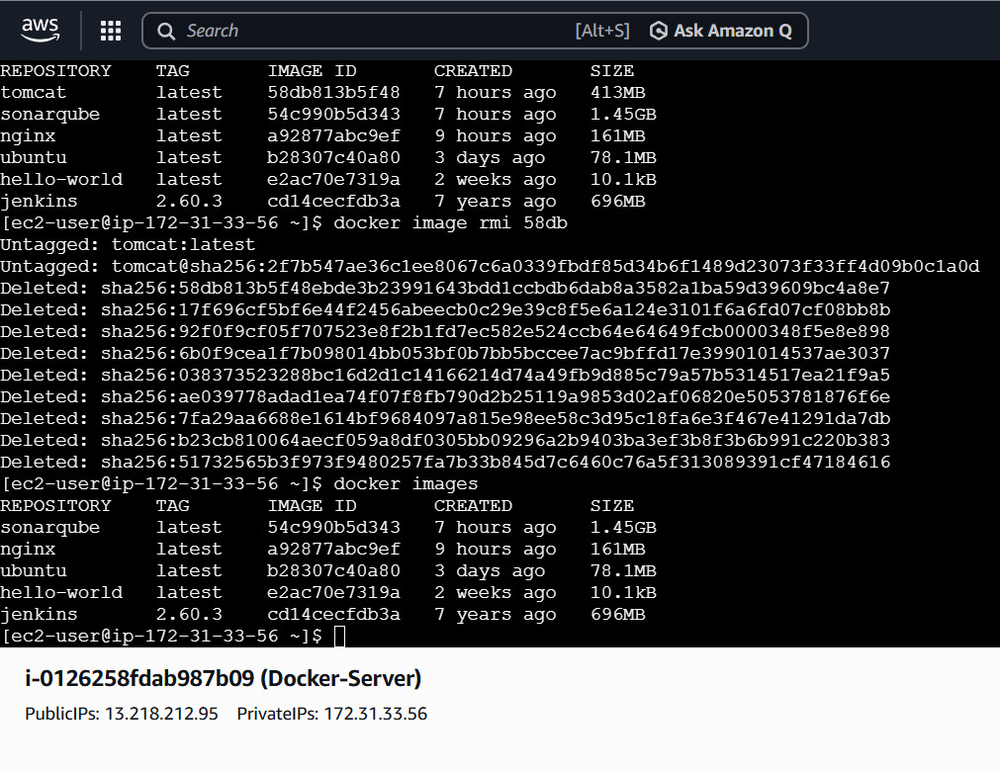 aws Search [Alt+S] Ask Amazon Q
REPOSITORY TAG IMAGE ID CREATED SIZE
tomcat latest 58db813b5f48 7 hours ago 413MB
sonarqube latest 54c990b5d343 7 hours ago 1.45GB
nginx latest a92877abc9ef 9 hours ago 161MB
ubuntu latest b28307c40a80 3 days ago 78.1MB
hello-world latest e2ac70e7319a 2 weeks ago 10.1kB
jenkins 2.60.3 cd14cecfdb3a 7 years ago 696MB
[ec2-user@ip-172-31-33-56 ~]$ docker image rmi 58db
Untagged: tomcat:latest
Untagged: tomcat@sha256:2f7b547ae36c1ee8067c6a0339fbdf85d34b6f1489d23073f33ff4d09b0c1a0d
Deleted: sha256:58db813b5f48ebde3b23991643bdd1ccbdb6dab8a3582a1ba59d39609bc4a8e7
Deleted: sha256:17f696cf5bf6e44f2456abeecb0c29e39c8f5e6a124e3101f6a6fd07cf08bb8b
Deleted: sha256:92f0f9cf05f707523e8f2b1fd7ec582e524ccb64e64649fcb0000348f5e8e898
Deleted: sha256:6b0f9cea1f7b098014bb053bf0b7bb5bccee7ac9bffd17e39901014537ae3037
Deleted: sha256:038373523288bc16d2d1c14166214d74a49fb9d885c79a57b5314517ea21f9a5
Deleted: sha256:ae039778adad1ea74f07f8fb790d2b25119a9853d02af06820e5053781876f6e
Deleted: sha256:7fa29aa6688e1614bf9684097a815e98ee58c3d95c18fa6e3f467e41291da7db
Deleted: sha256:b23cb810064aecf059a8df0305bb09296a2b9403ba3ef3b8f3b6b991c220b383
Deleted: sha256:51732565b3f973f9480257fa7b33b845d7c6460c76a5f313089391cf47184616
[ec2-user@ip-172-31-33-56 ~]$ docker images
REPOSITORY TAG IMAGE ID CREATED SIZE
sonarqube latest 54c990b5d343 7 hours ago 1.45GB
nginx latest a92877abc9ef 9 hours ago 161MB
ubuntu latest b28307c40a80 3 days ago 78.1MB
hello-world latest e2ac70e7319a 2 weeks ago 10.1kB
jenkins 2.60.3 cd14cecfdb3a 7 years ago 696MB
[ec2-user@ip-172-31-33-56 ~]$
i-0126258fdab987b09 (Docker-Server)
PublicIPs: 13.218.212.95 PrivateIPs: 172.31.33.56